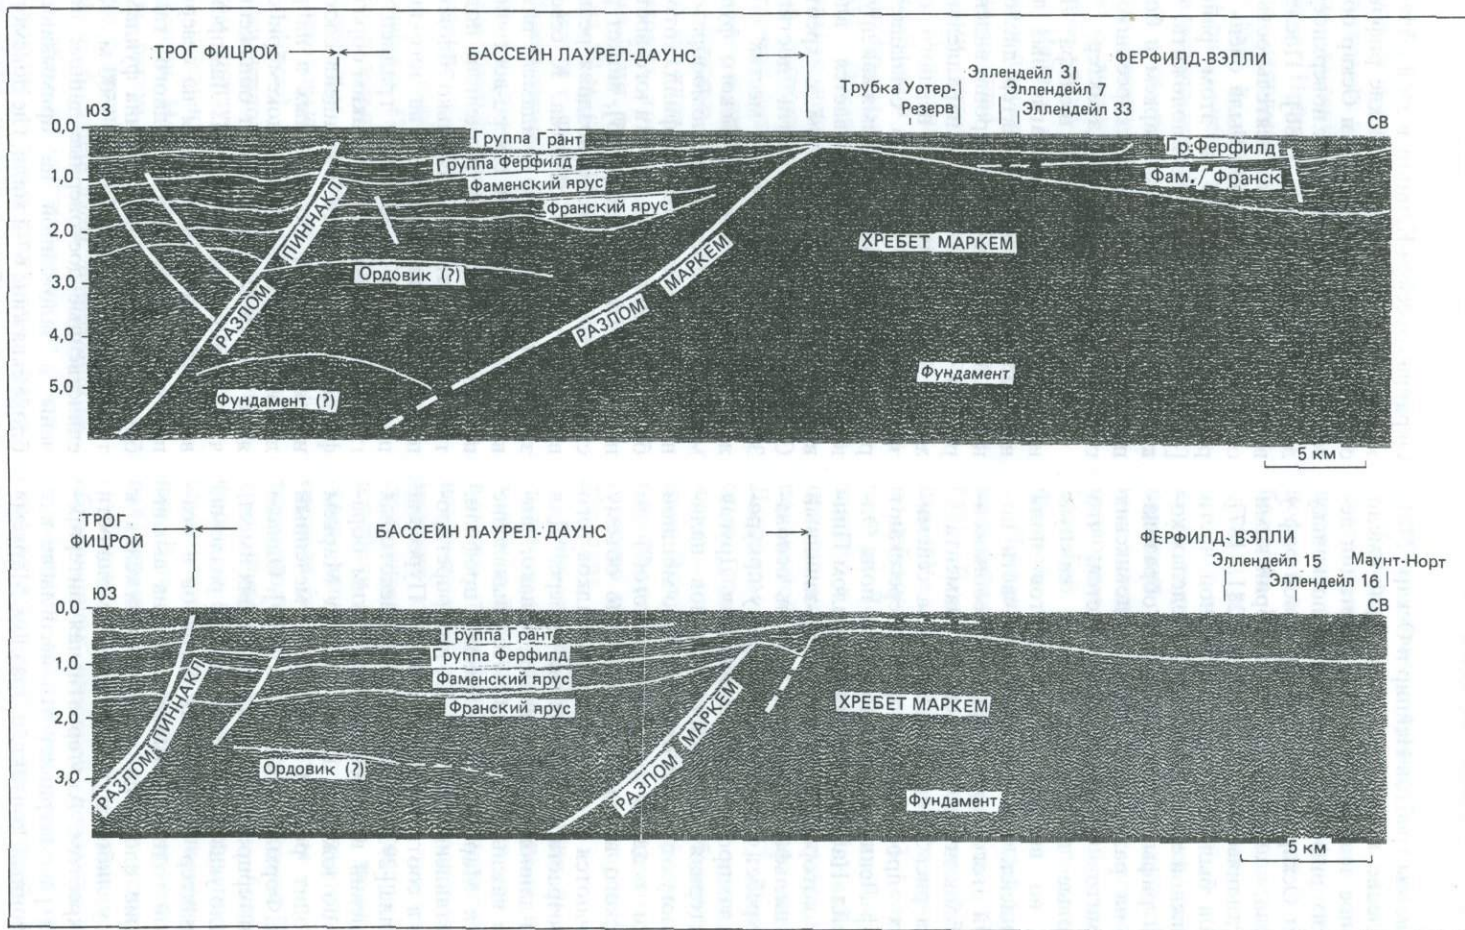 ТРОГ ФИЦРОЙ
БАССЕЙН ЛАУРЕЛ-ДАУНС
ФЕРФИЛД-ВЭЛЛИ
Трубка Уотер-
Резерв
Эллендейл 31
Эллендейл 7
Эллендейл 33
ЮЗ
СВ
0,0
1,0
2,0
3,0
4,0
5,0
Группа Грант
Группа Ферфилд
Фаменский ярус
Франский ярус
Гр. Ферфилд
Фам. / Франск
РАЗЛОМ ПИННАКЛ
Ордовик (?)
РАЗЛОМ МАРКЕМ
ХРЕБЕТ МАРКЕМ
Фундамент (?)
Фундамент
5 км
ТРОГ
ФИЦРОЙ
БАССЕЙН ЛАУРЕЛ-ДАУНС
ФЕРФИЛД-ВЭЛЛИ
Эллендейл 15
Маунт-Норт
Эллендейл 16
ЮЗ
СВ
0,0
1,0
2,0
3,0
Группа Грант
Группа Ферфилд
Фаменский ярус
Франский ярус
РАЗЛОМ ПИННАКЛ
Ордовик (?)
РАЗЛОМ МАРКЕМ
ХРЕБЕТ МАРКЕМ
Фундамент
5 км